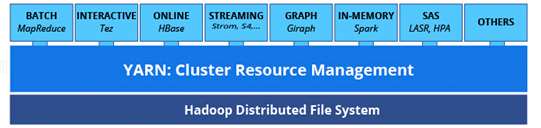 BATCH
MapReduce
INTERACTIVE
Tez
ONLINE
HBase
STREAMING
Strom, S4,...
GRAPH
Giraph
IN-MEMORY
Spark
SAS
LASR, HPA
OTHERS
YARN: Cluster Resource Management
Hadoop Distributed File System